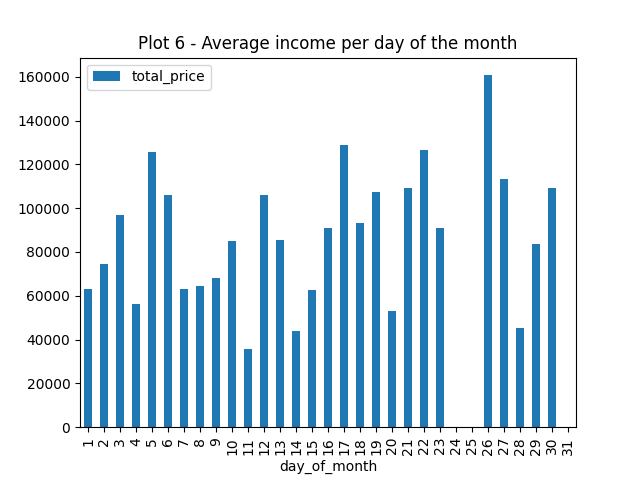 Plot 6 - Average income per day of the month
total_price
160000
140000
120000
100000
80000
60000
40000
20000
0
1 2 3 4 5 6 7 8 9 10 11 12 13 14 15 16 17 18 19 20 21 22 23 24 25 26 27 28 29 30 31
day_of_month